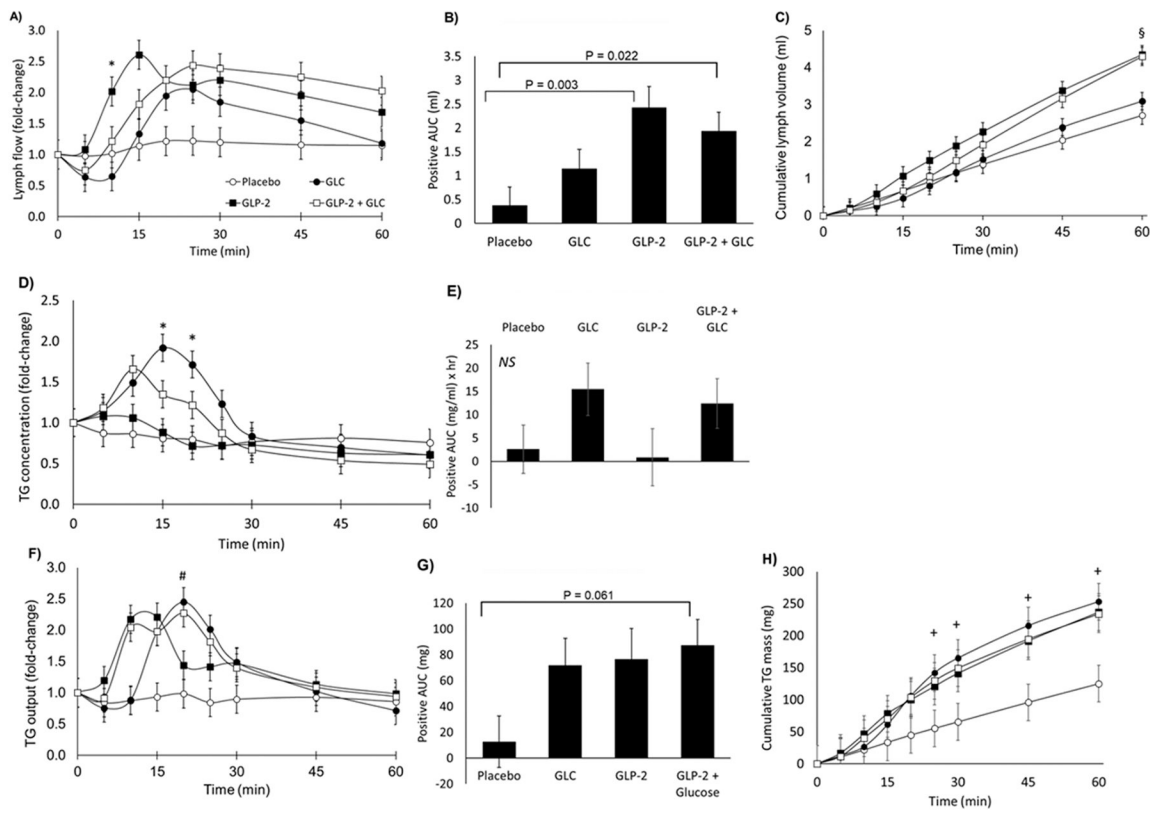 A)
Lymph flow (fold-change)
3.0
2.5
2.0
1.5
1.0
0.5
0.0
*
Placebo
GLC
GLP-2
GLP-2 + GLC
0
15
30
45
60
Time (min)
B)
Positive AUC (ml)
3.5
3
2.5
2
1.5
1
0.5
0
P = 0.022
P = 0.003
Placebo
GLC
GLP-2
GLP-2 + GLC
C)
Cumulative lymph volume (ml)
5
4
3
2
1
0
§
0
15
30
45
60
Time (min)
D)
TG concentration (fold-change)
2.5
2.0
1.5
1.0
0.5
0.0
*
*
0
15
30
45
60
Time (min)
E)
Placebo
GLC
GLP-2
GLP-2 +
GLC
Positive AUC (mg/ml) x hr)
25
20
15
10
5
0
-5
-10
NS
F)
TG output (fold-change)
3.0
2.5
2.0
1.5
1.0
0.5
0.0
#
0
15
30
45
60
Time (min)
G)
Positive AUC (mg)
120
100
80
60
40
20
0
-20
P = 0.061
Placebo
GLC
GLP-2
GLP-2 +
Glucose
H)
Cumulative TG mass (mg)
300
250
200
150
100
50
0
+
+
+
+
0
15
30
45
60
Time (min)